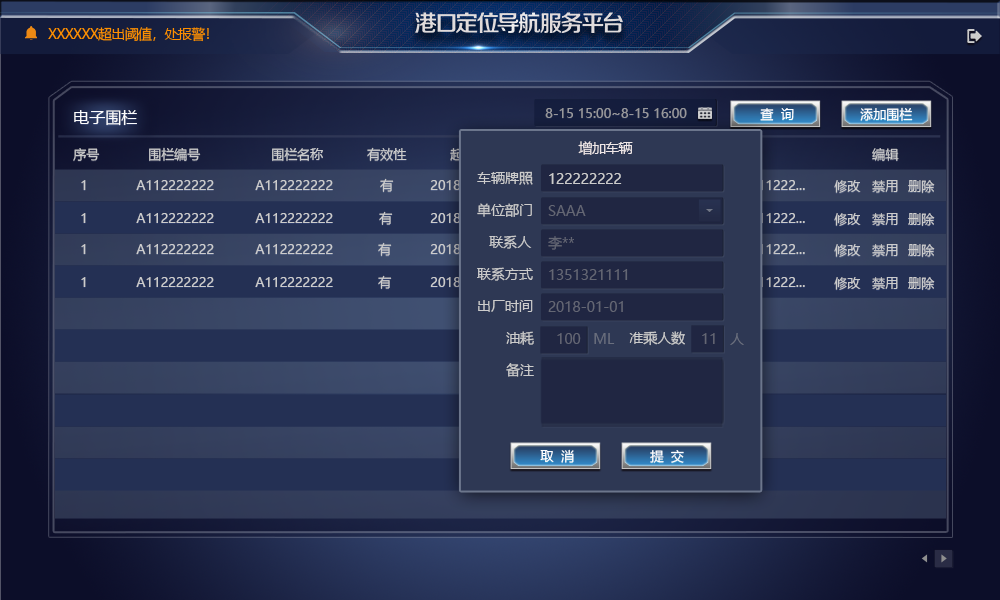 港口定位导航服务平台
XXXXXX超出阈值，处报警!
电子围栏
8-15 15:00~8-15 16:00
查 询
添加围栏
序号 围栏编号 围栏名称 有效性 起 编辑
1 A112222222 A112222222 有 2018 1222... 修改 禁用 删除
1 A112222222 A112222222 有 2018 1222... 修改 禁用 删除
1 A112222222 A112222222 有 2018 1222... 修改 禁用 删除
1 A112222222 A112222222 有 2018 1222... 修改 禁用 删除
增加车辆
车辆牌照 122222222
单位部门 SAAA
联系人 李**
联系方式 1351321111
出厂时间 2018-01-01
油耗 100 ML 准乘人数 11 人
备注
取 消 提 交